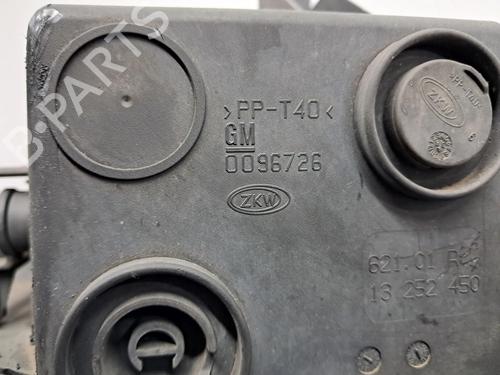 B-PARTS
>PP-T40<
GM
0096726
ZKW
ZKW
621.01
13 252 450